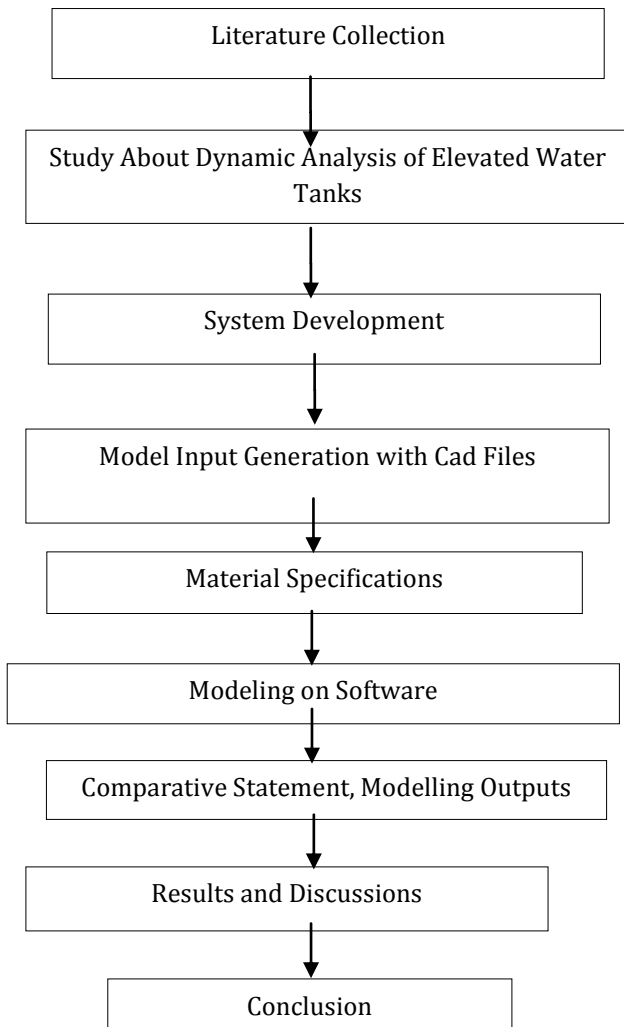 Literature Collection
Study About Dynamic Analysis of Elevated Water
Tanks
System Development
Model Input Generation with Cad Files
Material Specifications
Modeling on Software
Comparative Statement, Modelling Outputs
Results and Discussions
Conclusion